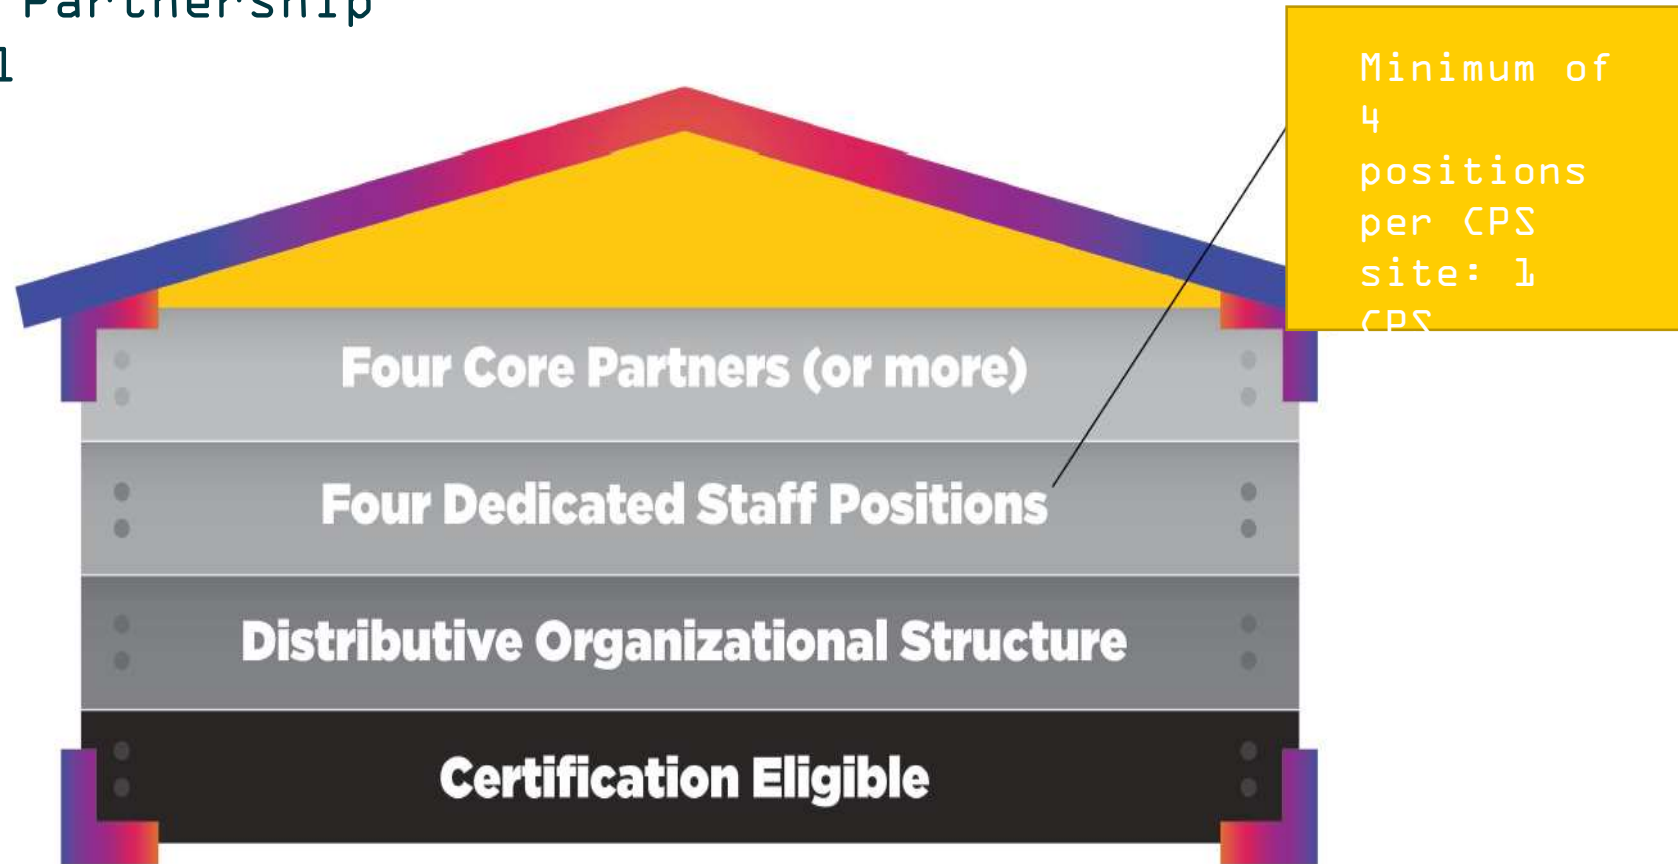 Partnership
l
Minimum of
4
positions
per CPS
site: 1
CPS
Four Core Partners (or more)
Four Dedicated Staff Positions
Distributive Organizational Structure
Certification Eligible